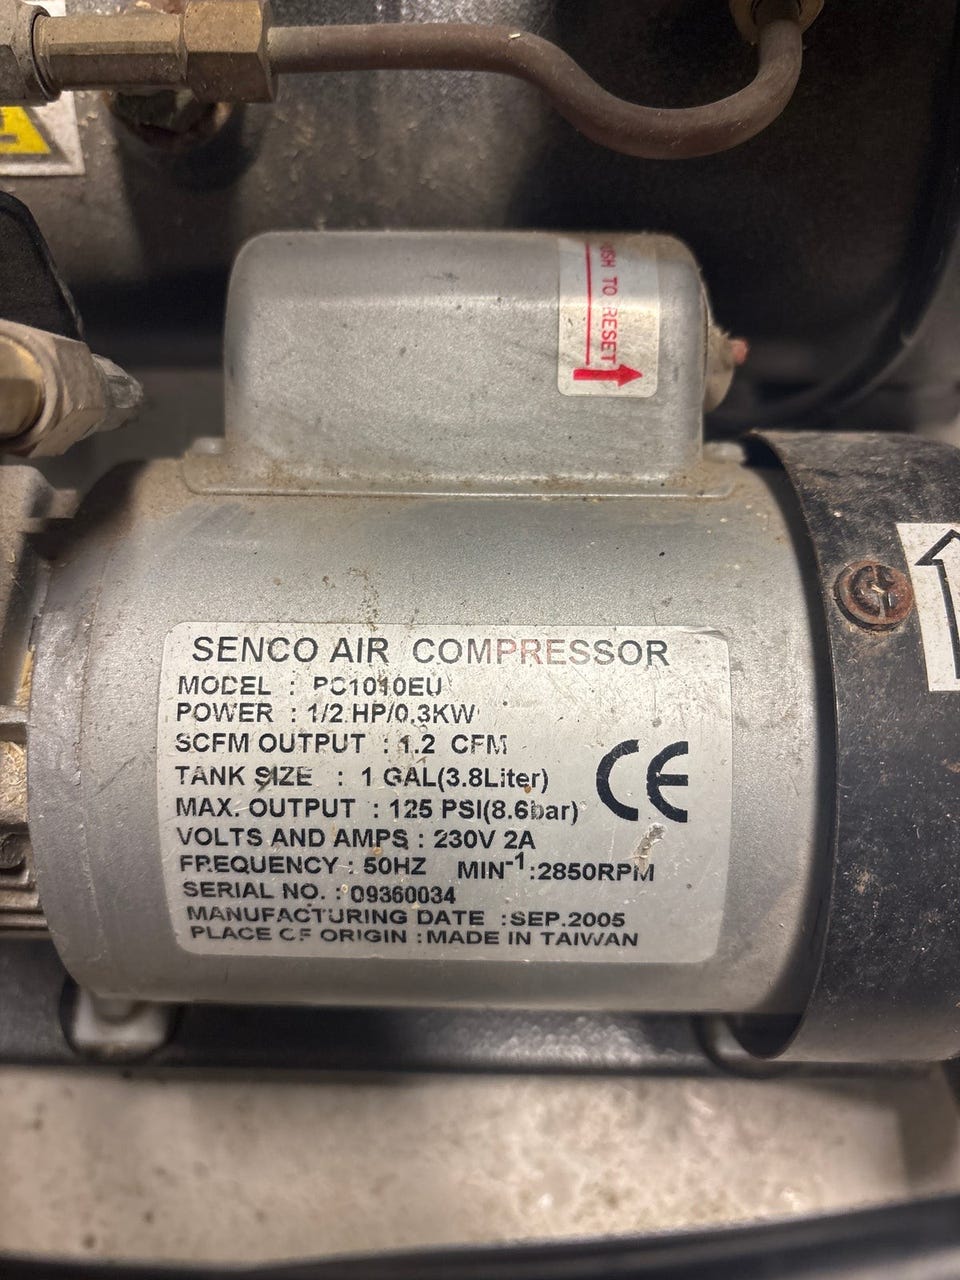 PUSH TO RESET
SENCO AIR COMPRESSOR
MODEL : PC1010EU
POWER : 1/2 HP/0.3KW
SCFM OUTPUT : 1.2 CFM
TANK SIZE : 1 GAL(3.8Liter)
MAX. OUTPUT : 125 PSI(8.6bar)
CE
VOLTS AND AMPS : 230V 2A
FREQUENCY : 50HZ MIN⁻¹:2850RPM
SERIAL NO. : 09360034
MANUFACTURING DATE :SEP.2005
PLACE OF ORIGIN :MADE IN TAIWAN